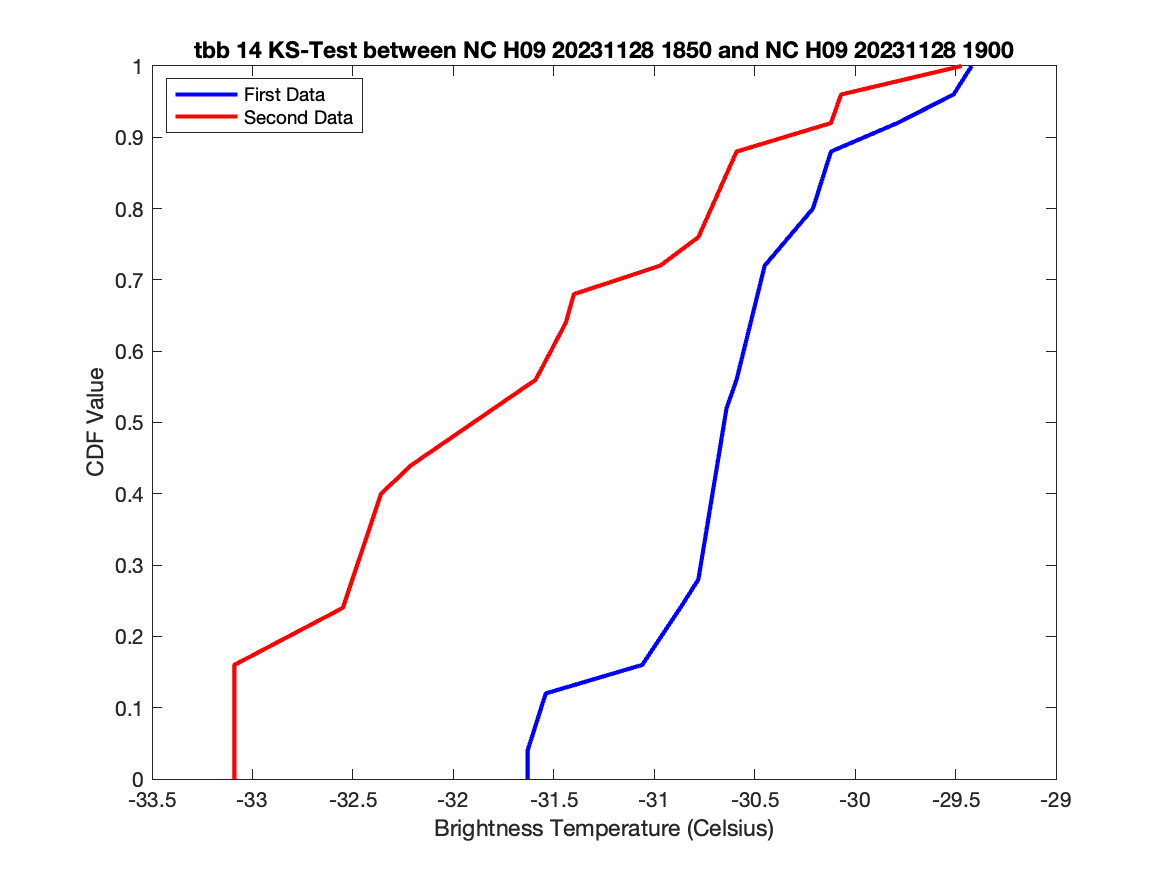 tbb 14 KS-Test between NC H09 20231128 1850 and NC H09 20231128 1900
First Data
Second Data
1
0.9
0.8
0.7
0.6
0.5
0.4
0.3
0.2
0.1
0
CDF Value
-33.5 -33 -32.5 -32 -31.5 -31 -30.5 -30 -29.5 -29
Brightness Temperature (Celsius)